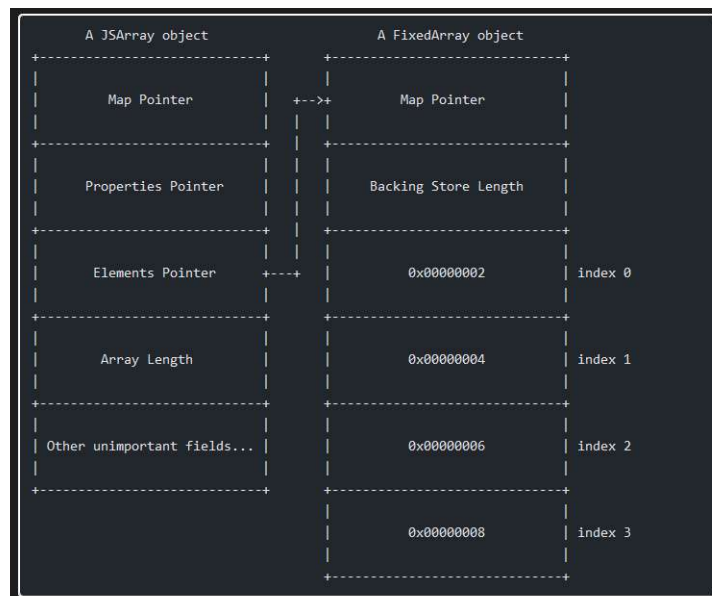 A JSArray object A FixedArray object
Map Pointer Map Pointer
Properties Pointer Backing Store Length
Elements Pointer 0x00000002 index 0
Array Length 0x00000004 index 1
Other unimportant fields... 0x00000006 index 2
0x00000008 index 3